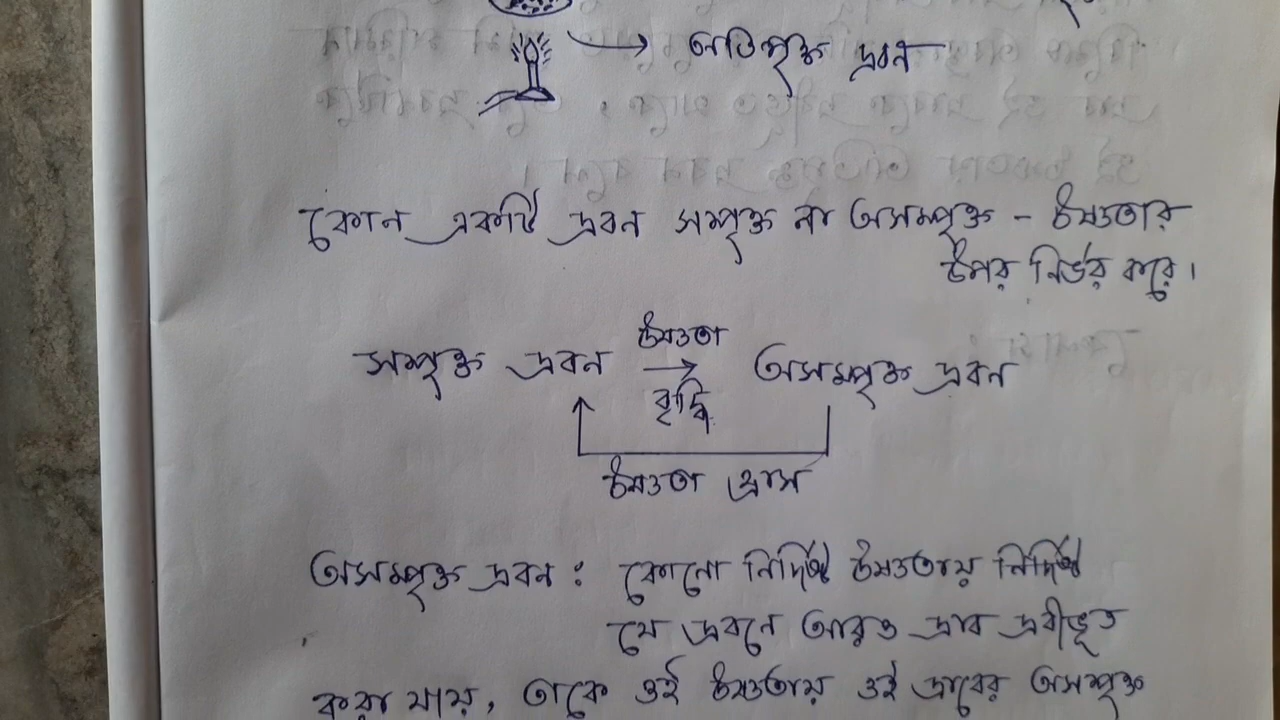 অতিপৃক্ত দ্রবন
কোন একটি দ্রবন সম্পৃক্ত না অসম্পৃক্ত - উষ্ণতার
উপর নির্ভর করে।
উষ্ণতা
সম্পৃক্ত দ্রবন → অসম্পৃক্ত দ্রবন
বৃদ্ধি
উষ্ণতা হ্রাস
অসম্পৃক্ত দ্রবন : কোনো নির্দিষ্ট উষ্ণতায় নির্দিষ্ট
যে দ্রবনে আরও দ্রাব দ্রবীভূত
করা যায়, তাকে ওই উষ্ণতায় ওই দ্রাবের অসম্পৃক্ত